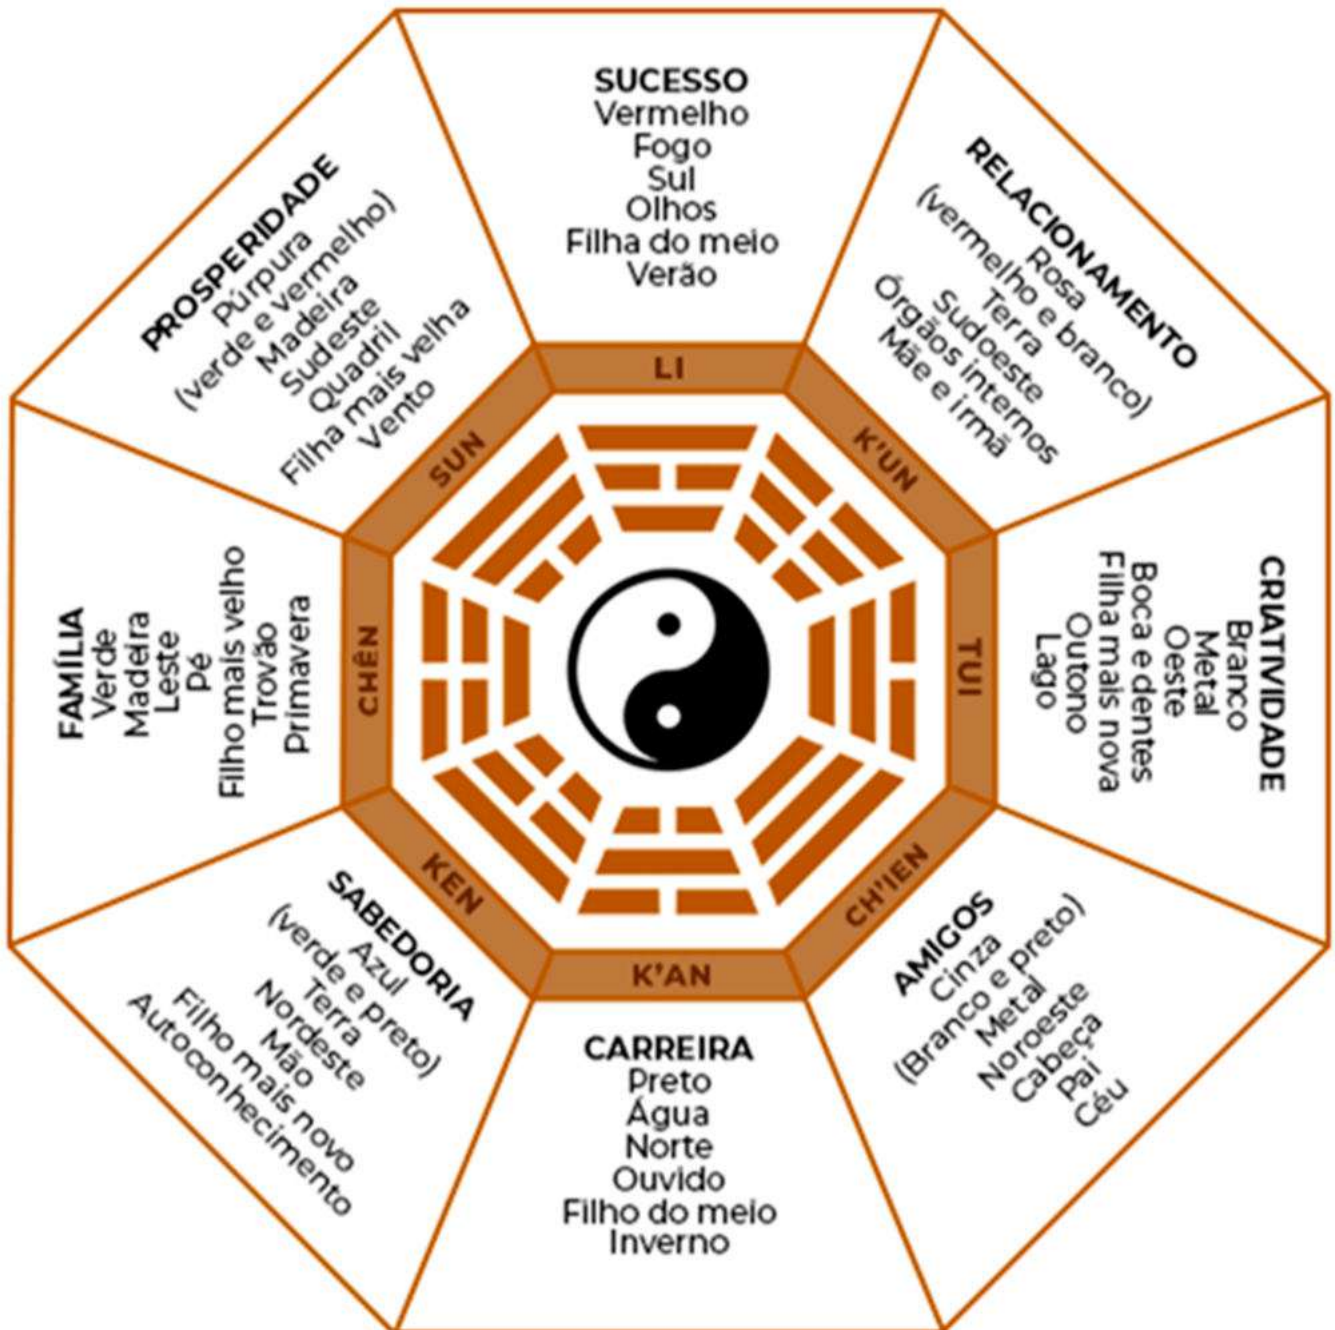 SUCESSO
Vermelho
Fogo
Sul
Olhos
Filha do meio
Verão
RELACIONAMENTO
Rosa
(vermelho e branco)
Terra
Sudoeste
Órgãos internos
Mãe e irmã
CRIATIVIDADE
Branco
Metal
Oeste
Boca e dentes
Filha mais nova
Outono
Lago
AMIGOS
Cinza
(Branco e preto)
Metal
Noroeste
Cabeça
Pai
Céu
CARREIRA
Preto
Água
Norte
Ouvido
Filho do meio
Inverno
SABEDORIA
Azul
(verde e preto)
Terra
Nordeste
Mão
Filho mais novo
Autoconhecimento
FAMÍLIA
Verde
Madeira
Leste
pé
Filho mais velho
Trovão
Primavera
PROSPERIDADE
Púrpura
(verde e vermelho)
Madeira
Sudeste
Quadril
Filha mais velha
Vento
LI
K'UN
TUI
CH'IEN
K'AN
KEN
CHÊN
SUN